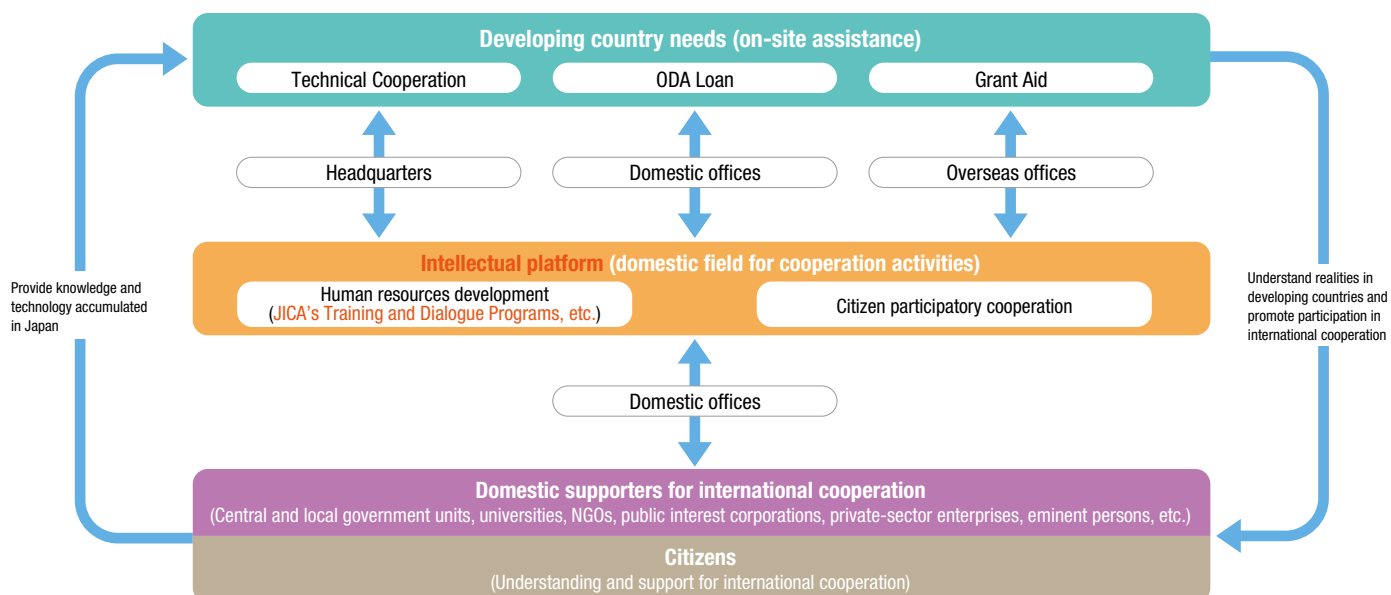 Developing country needs (on-site assistance)
Technical Cooperation
ODA Loan
Grant Aid
Headquarters
Domestic offices
Overseas offices
Intellectual platform (domestic field for cooperation activities)
Human resources development
(JICA's Training and Dialogue Programs, etc.)
Citizen participatory cooperation
Provide knowledge and
technology accumulated
in Japan
Understand realities in
developing countries and
promote participation in
international cooperation
Domestic offices
Domestic supporters for international cooperation
(Central and local government units, universities, NGOs, public interest corporations, private-sector enterprises, eminent persons, etc.)
Citizens
(Understanding and support for international cooperation)